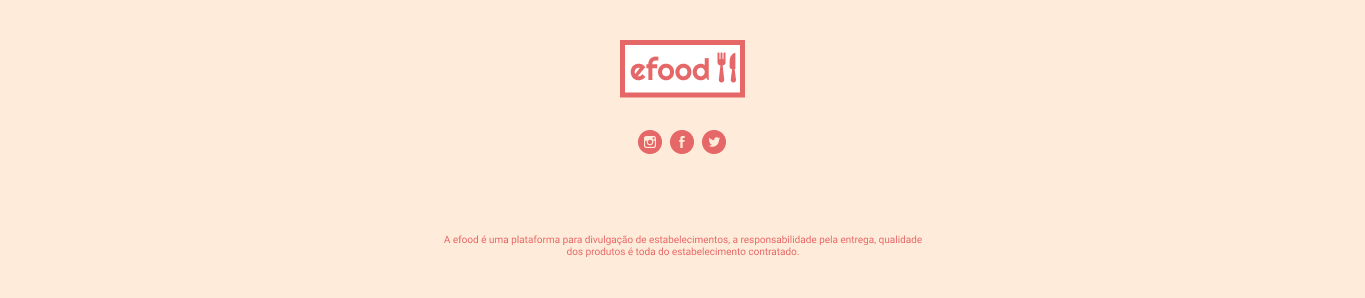 efood
A efood é uma plataforma para divulgação de estabelecimentos, a responsabilidade pela entrega, qualidade
dos produtos é toda do estabelecimento contratado.